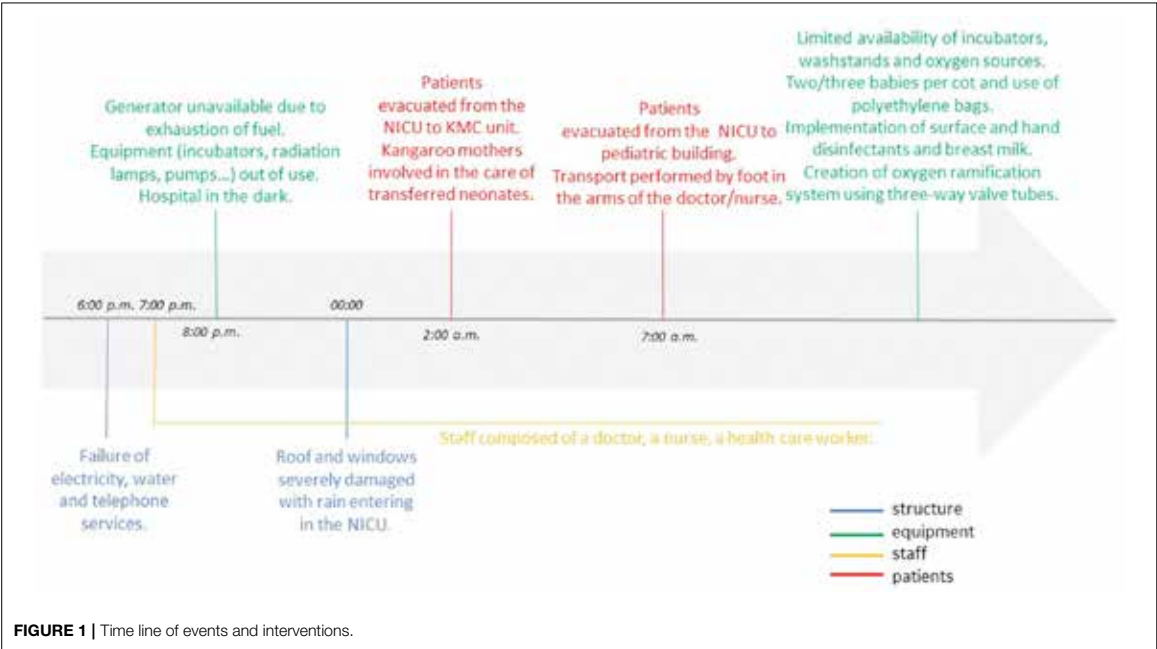 Generator unavailable due to
exhaustion of fuel.
Equipment (incubators, radiation
lamps, pumps...) out of use.
Hospital in the dark.
Patients
evacuated from the
NICU to KMC unit.
Kangaroo mothers
involved in the care of
transferred neonates.
Patients
evacuated from the NICU to
pediatric building.
Transport performed by foot in
the arms of the doctor/nurse.
Limited availability of incubators,
washstands and oxygen sources.
Two/three babies per cot and use of
polyethylene bags.
Implementation of surface and hand
disinfectants and breast milk.
Creation of oxygen ramification
system using three-way valve tubes.
6:00 p.m. 7:00 p.m.
00:00
8:00 p.m.
2:00 a.m.
7:00 a.m.
Staff composed of a doctor, a nurse, a health care worker.
Failure of
electricity, water
and telephone
services.
Roof and windows
severely damaged
with rain entering
in the NICU.
structure
equipment
staff
patients
FIGURE 1 | Time line of events and interventions.